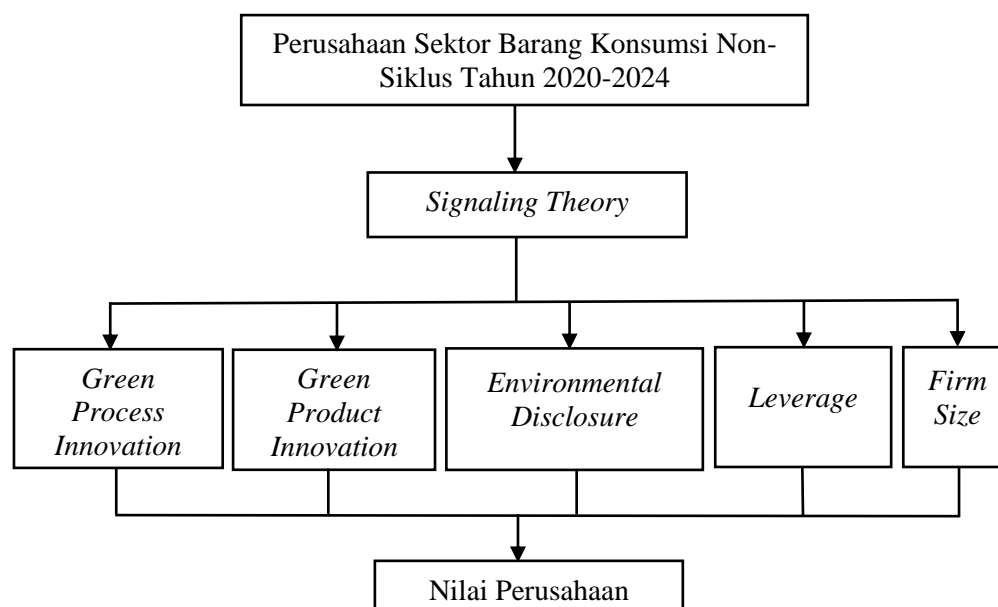 Perusahaan Sektor Barang Konsumsi Non-
Siklus Tahun 2020-2024
Signaling Theory
Green
Process
Innovation
Green
Product
Innovation
Environmental
Disclosure
Leverage
Firm
Size
Nilai Perusahaan